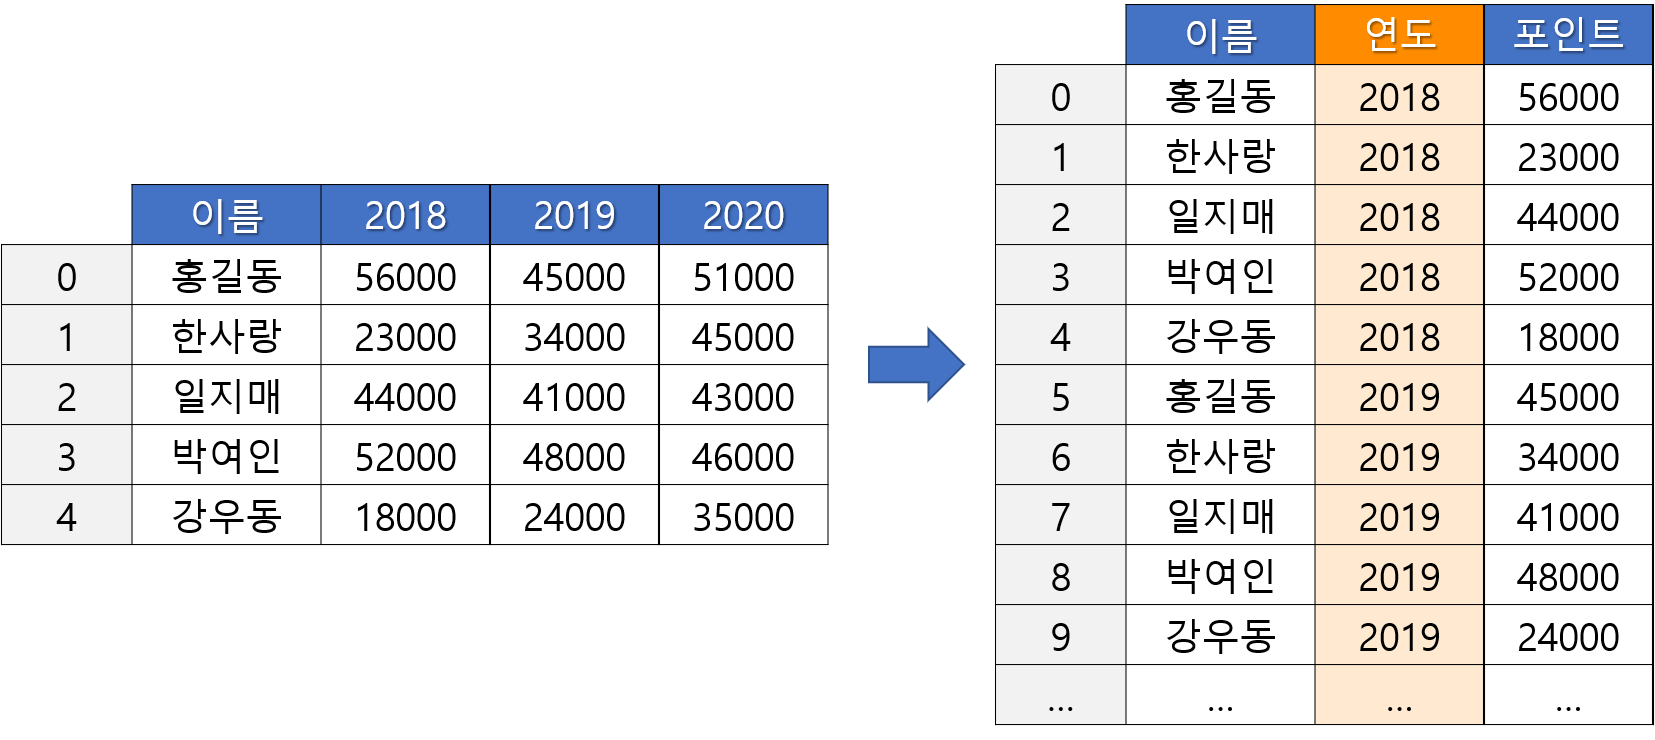 이름 2018 2019 2020
0 홍길동 56000 45000 51000
1 한사랑 23000 34000 45000
2 일지매 44000 41000 43000
3 박여인 52000 48000 46000
4 강우동 18000 24000 35000
이름 연도 포인트
0 홍길동 2018 56000
1 한사랑 2018 23000
2 일지매 2018 44000
3 박여인 2018 52000
4 강우동 2018 18000
5 홍길동 2019 45000
6 한사랑 2019 34000
7 일지매 2019 41000
8 박여인 2019 48000
9 강우동 2019 24000
... ... ... ...